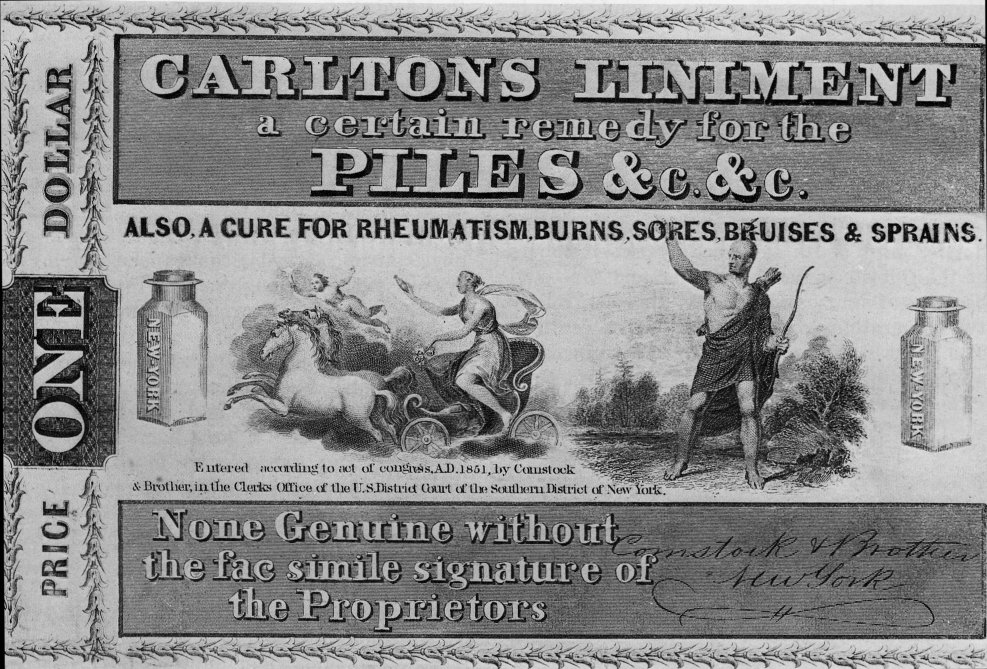 CARLTONS LINIMENT
a certain remedy for the
PILES &c. &c.
ALSO, A CURE FOR RHEUMATISM, BURNS, SORES, BRUISES & SPRAINS.
PRICE ONE DOLLAR
NEW-YORK
NEW-YORK
Entered according to act of congress, A.D. 1851, by Comstock
& Brother, in the Clerks Office of the U.S. District Court of the Southern District of New York.
None Genuine without
the fac simile signature of
the Proprietors
Comstock & Brother
New York